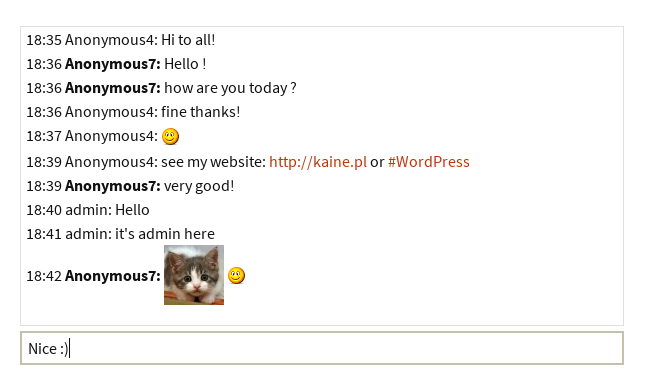 18:35 Anonymous4: Hi to all!
18:36 Anonymous7: Hello !
18:36 Anonymous7: how are you today ?
18:36 Anonymous4: fine thanks!
18:37 Anonymous4:
18:39 Anonymous4: see my website: http://kaine.pl or #WordPress
18:39 Anonymous7: very good!
18:40 admin: Hello
18:41 admin: it's admin here
18:42 Anonymous7:
Nice :)